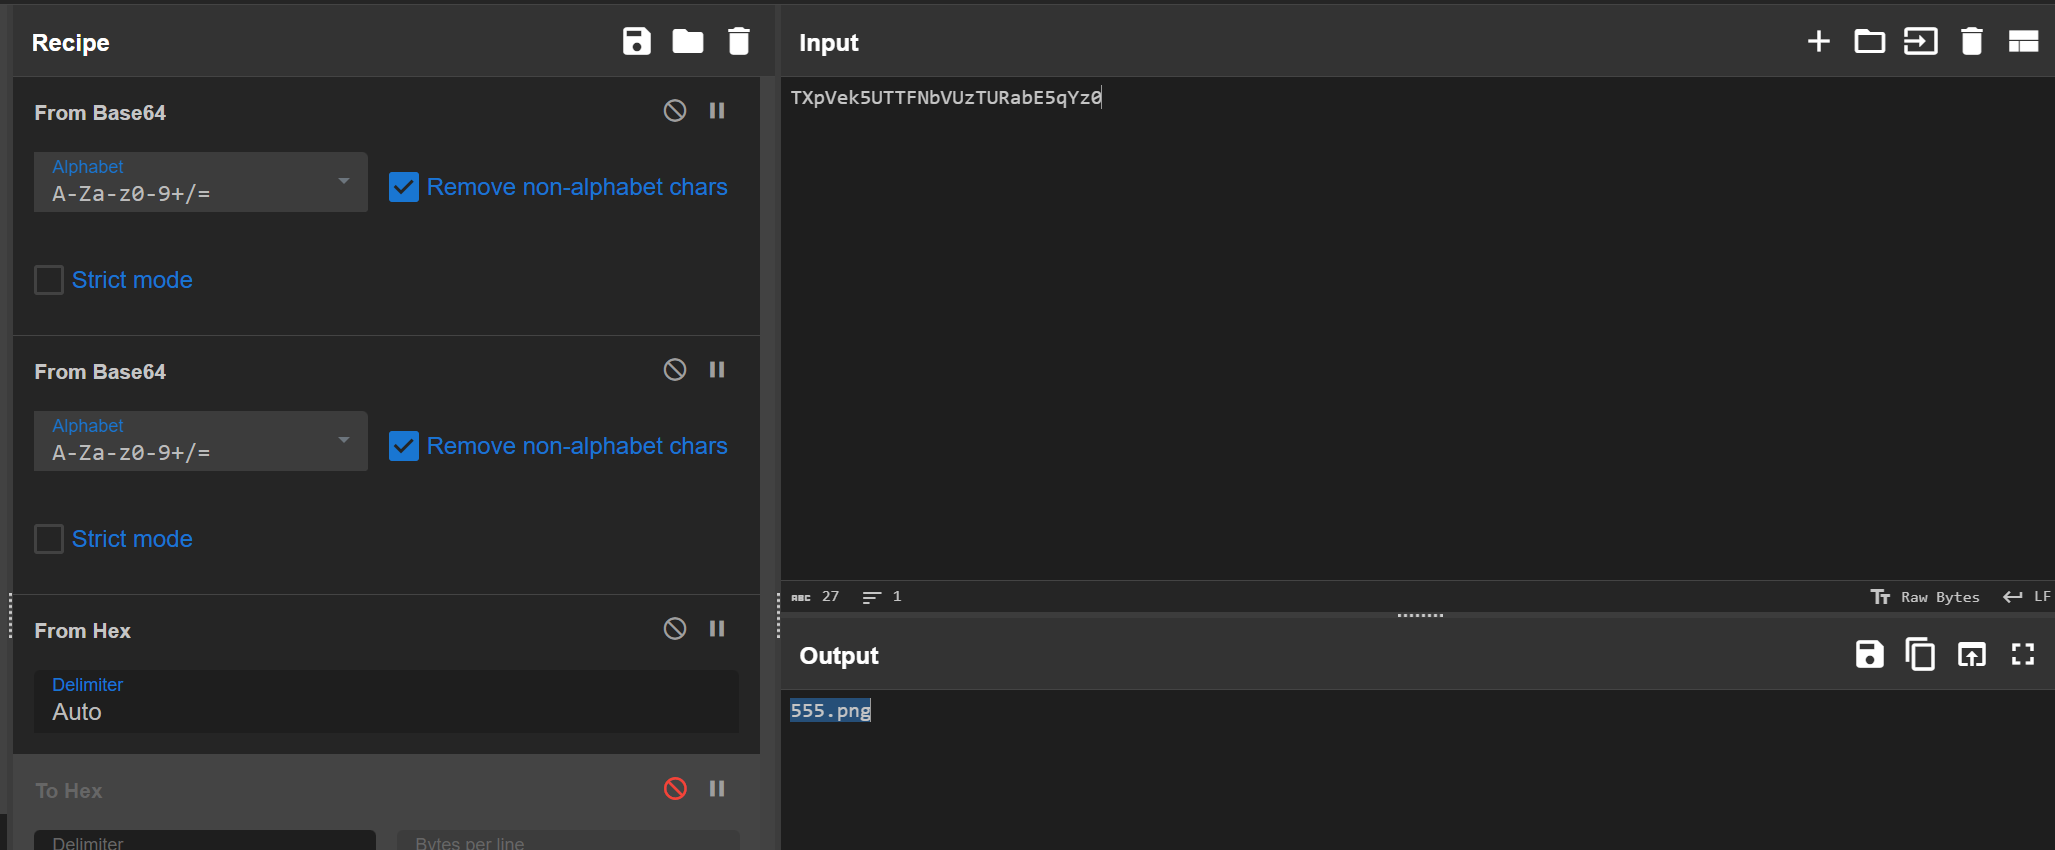 Recipe
From Base64
Alphabet
A-Za-z0-9+/=
Remove non-alphabet chars
Strict mode
From Base64
Alphabet
A-Za-z0-9+/=
Remove non-alphabet chars
Strict mode
From Hex
Delimiter
Auto
To Hex
Delimiter
Bytes per line
Input
TXpVek5UTTFNbVUzTURabE5qYz0
ABC 27 1
Tт Raw Bytes LF
Output
555.png